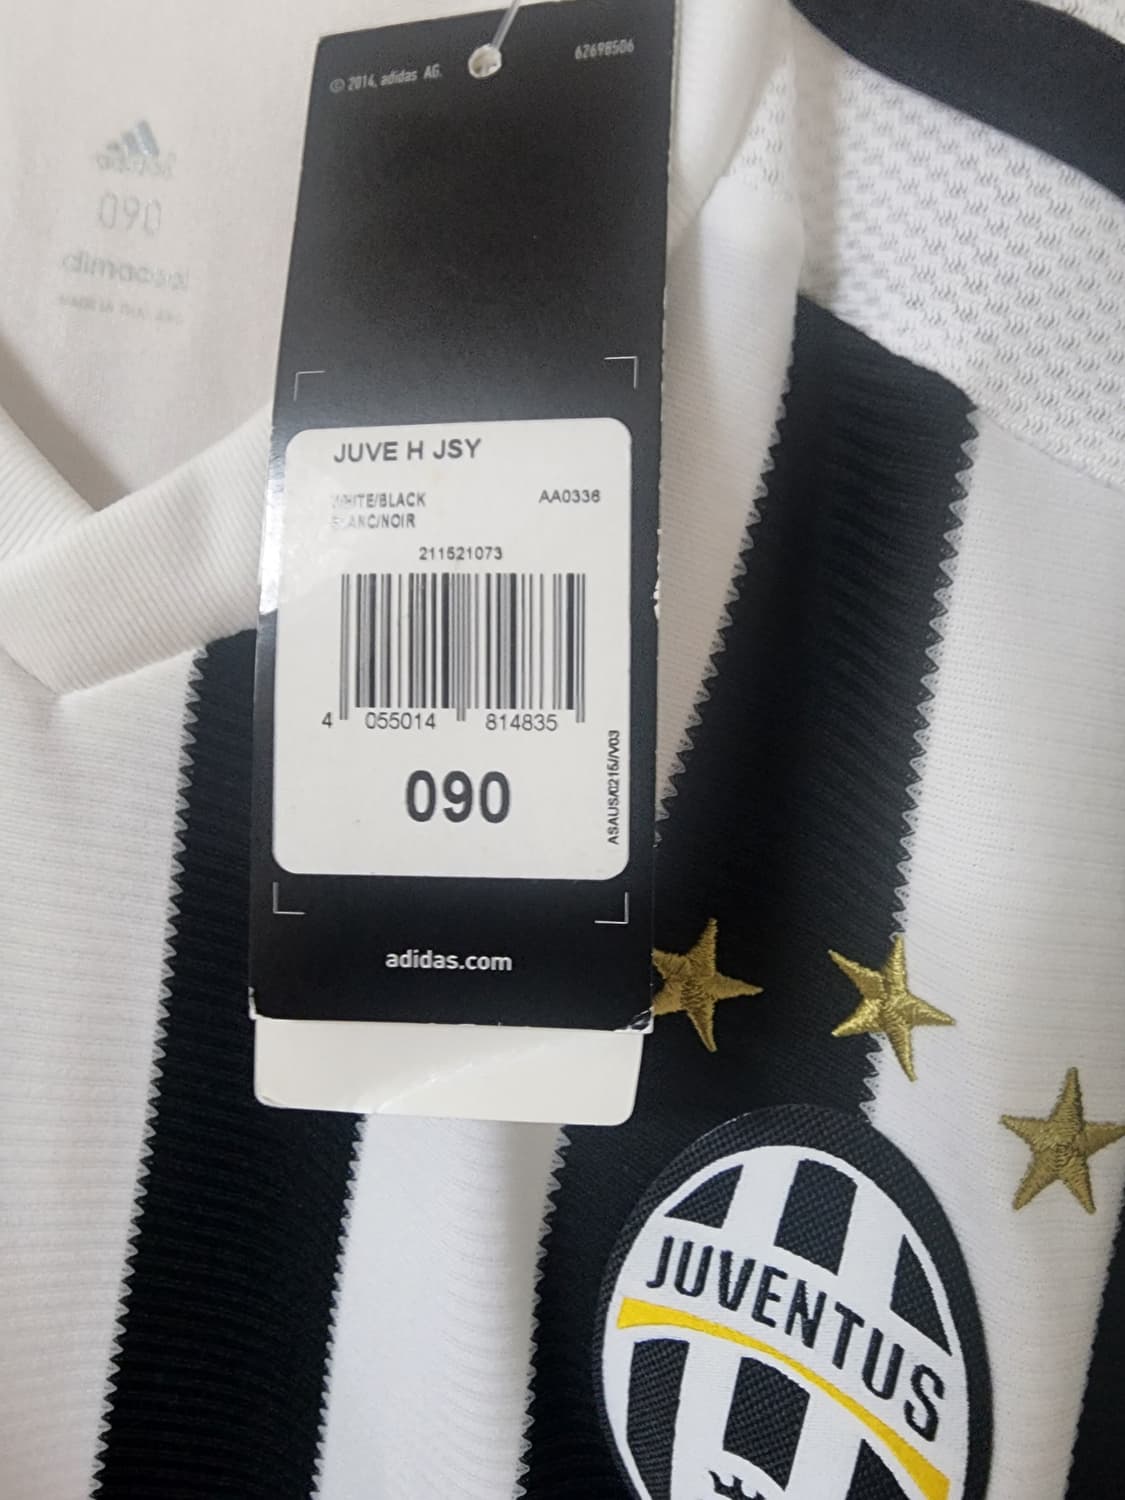 © 2014, adidas AG.
62698506
adidas
090
climacool
JUVE H JSY
WHITE/BLACK
AA0336
BLANC/NOIR
211521073
4 055014 814835
090
ASAUSA/0215//V03
adidas.com
JUVENTUS